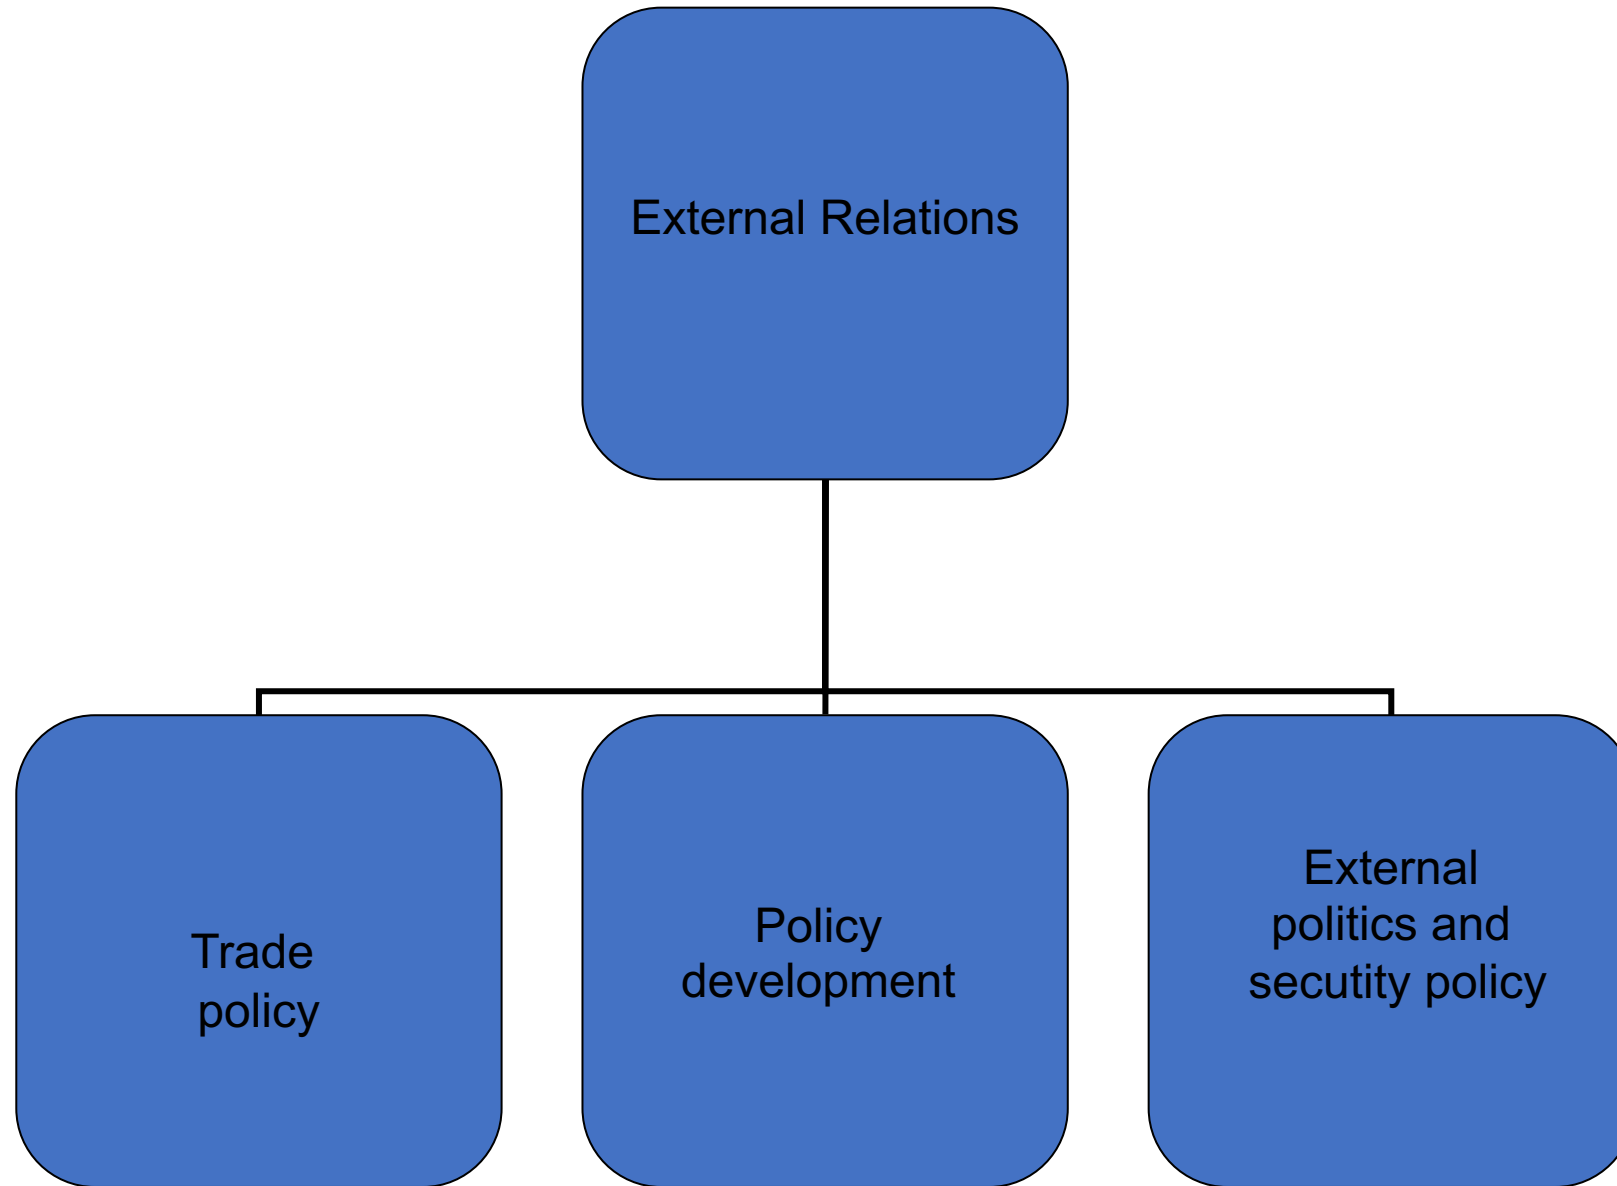 External Relations
Trade
policy
Policy
development
External
politics and
secutity policy